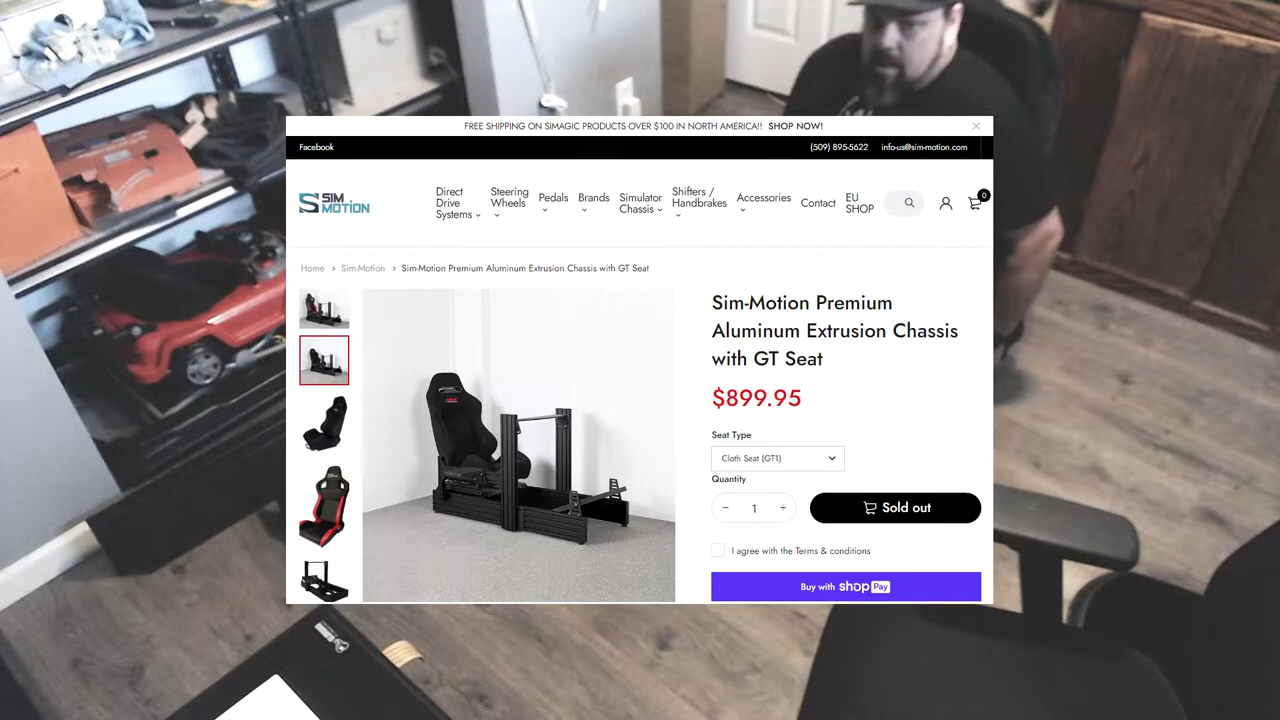 FREE SHIPPING ON SIMAGIC PRODUCTS OVER $100 IN NORTH AMERICA!! SHOP NOW!
Facebook
(509) 895-5622 info-us@sim-motion.com
SIM MOTION
Direct Drive Systems
Steering Wheels
Pedals
Brands
Simulator Chassis
Shifters / Handbrakes
Accessories
Contact
EU SHOP
0
Home > Sim-Motion > Sim-Motion Premium Aluminum Extrusion Chassis with GT Seat
Sim-Motion Premium
Aluminum Extrusion Chassis
with GT Seat
$899.95
Seat Type
Cloth Seat (GT1)
Quantity
− 1 +
Sold out
I agree with the Terms & conditions
Buy with shop Pay